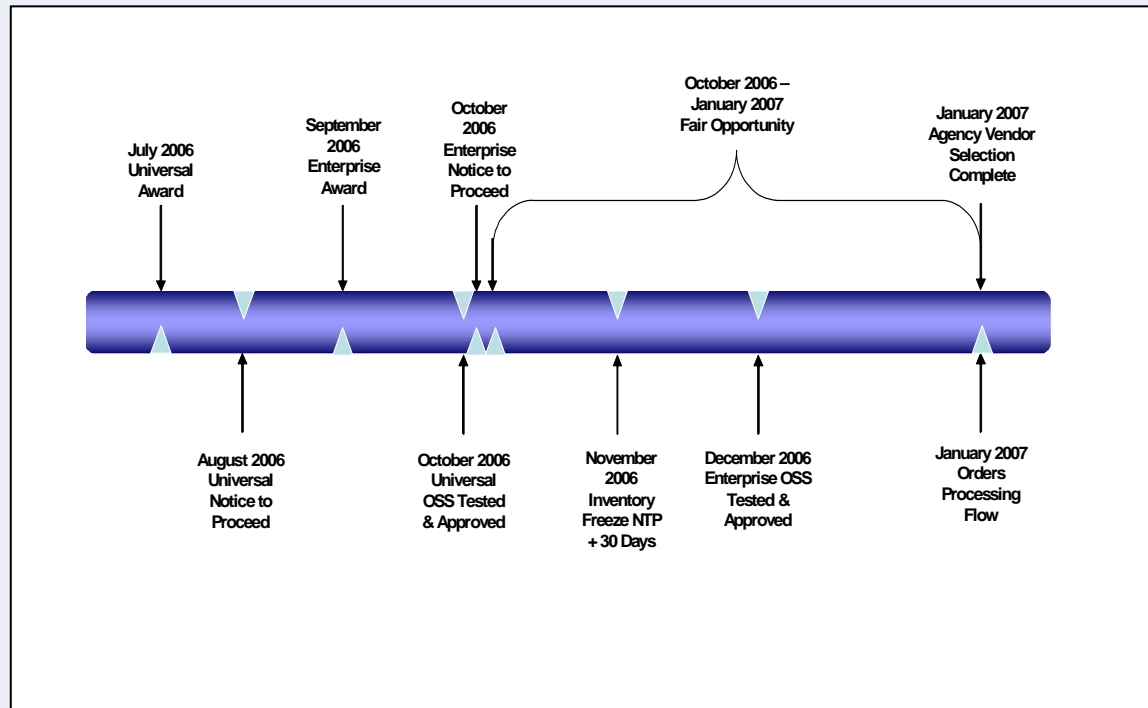 July 2006
Universal
Award
September
2006
Enterprise
Award
October
2006
Enterprise
Notice to
Proceed
October 2006 –
January 2007
Fair Opportunity
January 2007
Agency Vendor
Selection
Complete
August 2006
Universal
Notice to
Proceed
October 2006
Universal
OSS Tested
& Approved
November
2006
Inventory
Freeze NTP
+ 30 Days
December 2006
Enterprise OSS
Tested &
Approved
January 2007
Orders
Processing
Flow